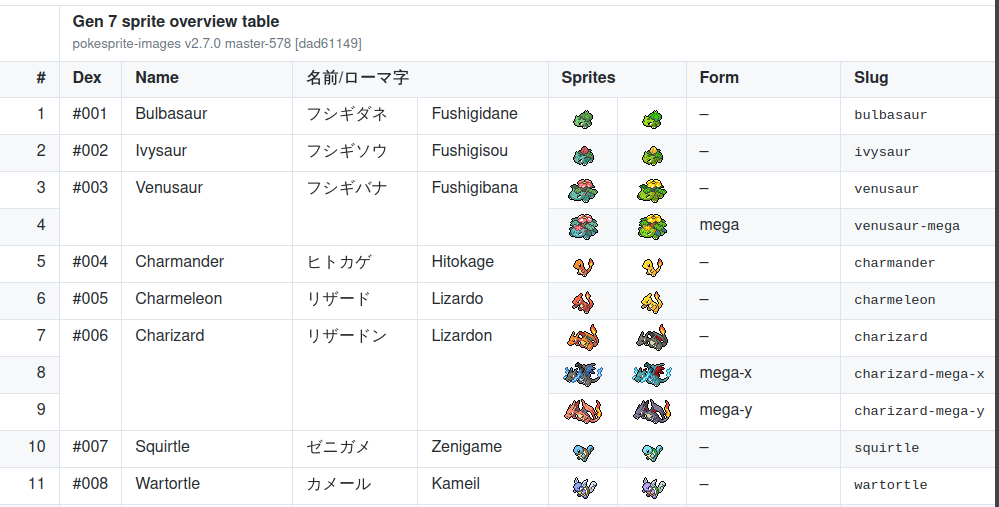 Gen 7 sprite overview table
pokesprite-images v2.7.0 master-578 [dad61149]
# Dex Name 名前/ローマ字 Sprites Form Slug
1 #001 Bulbasaur フシギダネ Fushigidane – bulbasaur
2 #002 Ivysaur フシギソウ Fushigisou – ivysaur
3 #003 Venusaur フシギバナ Fushigibana – venusaur
4 mega venusaur-mega
5 #004 Charmander ヒトカゲ Hitokage – charmander
6 #005 Charmeleon リザード Lizardo – charmeleon
7 #006 Charizard リザードン Lizardon – charizard
8 mega-x charizard-mega-x
9 mega-y charizard-mega-y
10 #007 Squirtle ゼニガメ Zenigame – squirtle
11 #008 Wartortle カメール Kameil – wartortle